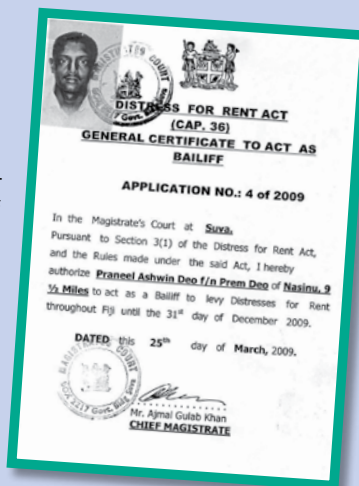 DISTRESS FOR RENT ACT
(CAP. 36)
GENERAL CERTIFICATE TO ACT AS
BAILIFF
APPLICATION NO.: 4 of 2009
In the Magistrate's Court at Suva,
Pursuant to Section 3(1) of the Distress for Rent Act,
and the Rules made under the said Act, I hereby
authorize Praneel Ashwin Deo f/n Prem Deo of Nasinu, 9
½ Miles to act as a Bailiff to levy Distresses for Rent
throughout Fiji until the 31st day of December 2009.
DATED this 25th day of March, 2009.
Mr. Ajmal Gulab Khan
CHIEF MAGISTRATE